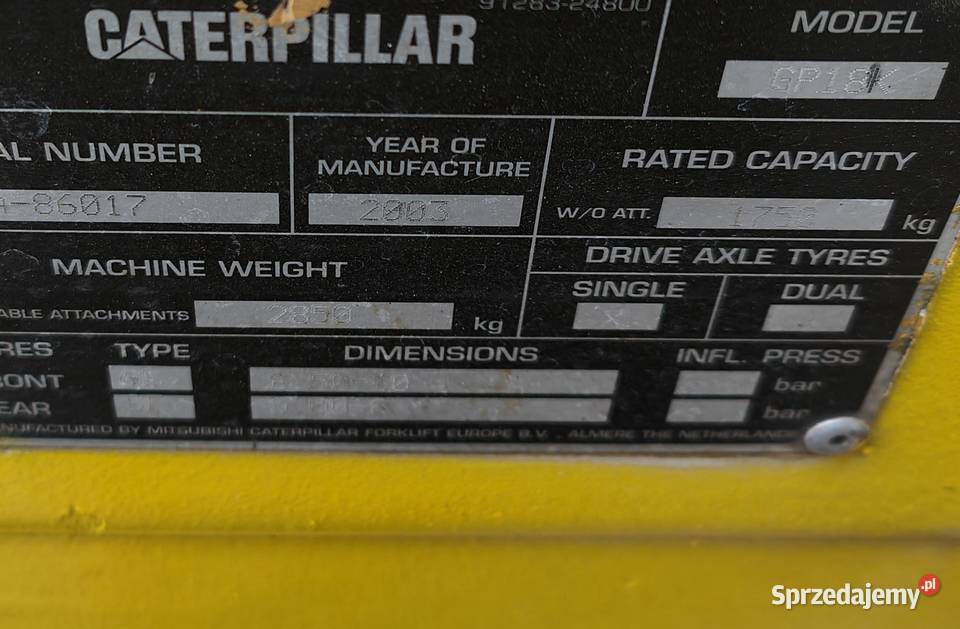 91283-24800
CATERPILLAR
MODEL
GP18K
AL NUMBER
A-86017
YEAR OF
MANUFACTURE
2003
RATED CAPACITY
W/O ATT. 1750 kg
MACHINE WEIGHT
ABLE ATTACHMENTS 2850 kg
DRIVE AXLE TYRES
SINGLE DUAL
X
RES TYPE DIMENSIONS INFL. PRESS
RONT bar
EAR bar
NUFACTURED BY MITSUBISHI CATERPILLAR FORKLIFT EUROPE B.V., ALMERE THE NETHERLANDS
Sprzedajemy.pl